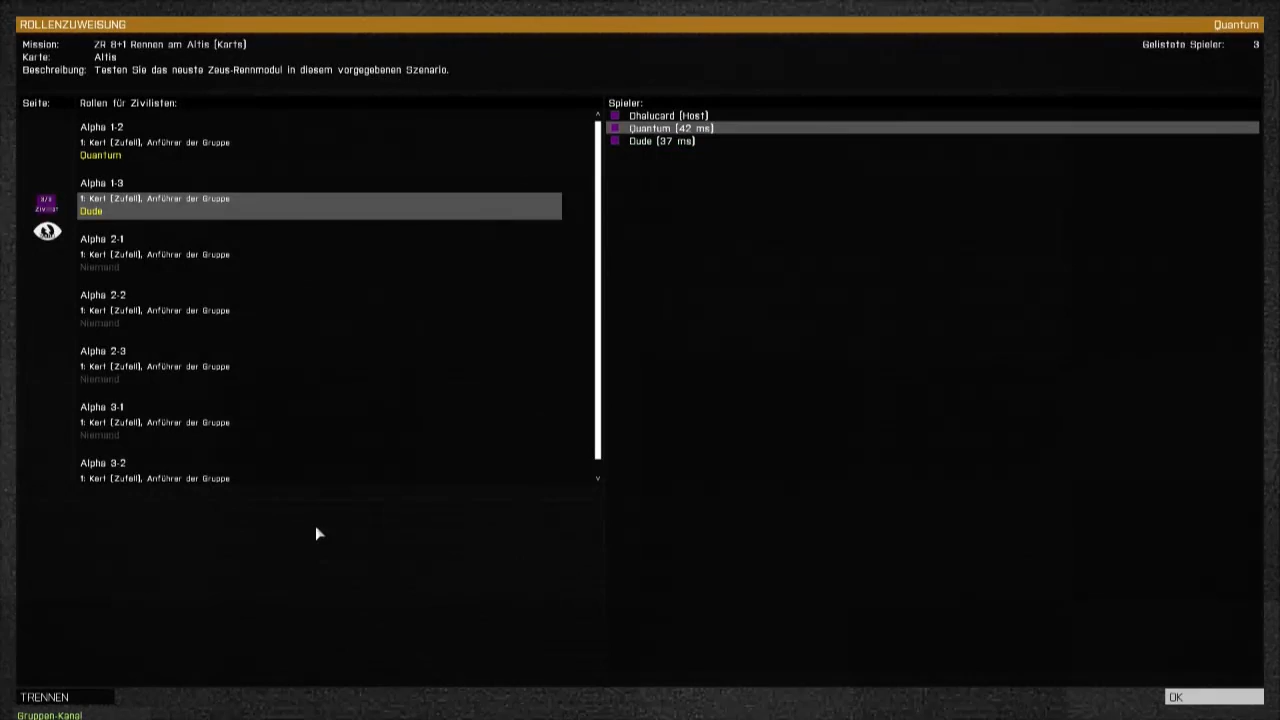 ROLLENZUWEISUNG
Quantum
Mission: ZR 8+1 Rennen am Altis (Karts)
Gelistete Spieler: 3
Karte: Altis
Beschreibung: Testen Sie das neuste Zeus-Rennmodul in diesem vorgegebenen Szenario.
Seite:
Rollen für Zivilisten:
Spieler:
Alpha 1-2
1: Kart (Zufall), Anführer der Gruppe
Quantum
Alpha 1-3
1: Kart (Zufall), Anführer der Gruppe
Dude
Alpha 2-1
1: Kart (Zufall), Anführer der Gruppe
Niemand
Alpha 2-2
1: Kart (Zufall), Anführer der Gruppe
Niemand
Alpha 2-3
1: Kart (Zufall), Anführer der Gruppe
Niemand
Alpha 3-1
1: Kart (Zufall), Anführer der Gruppe
Niemand
Alpha 3-2
1: Kart (Zufall), Anführer der Gruppe
Dhalucard (Host)
Quantum (42 ms)
Dude (37 ms)
TRENNEN
OK
Gruppen-Kanal